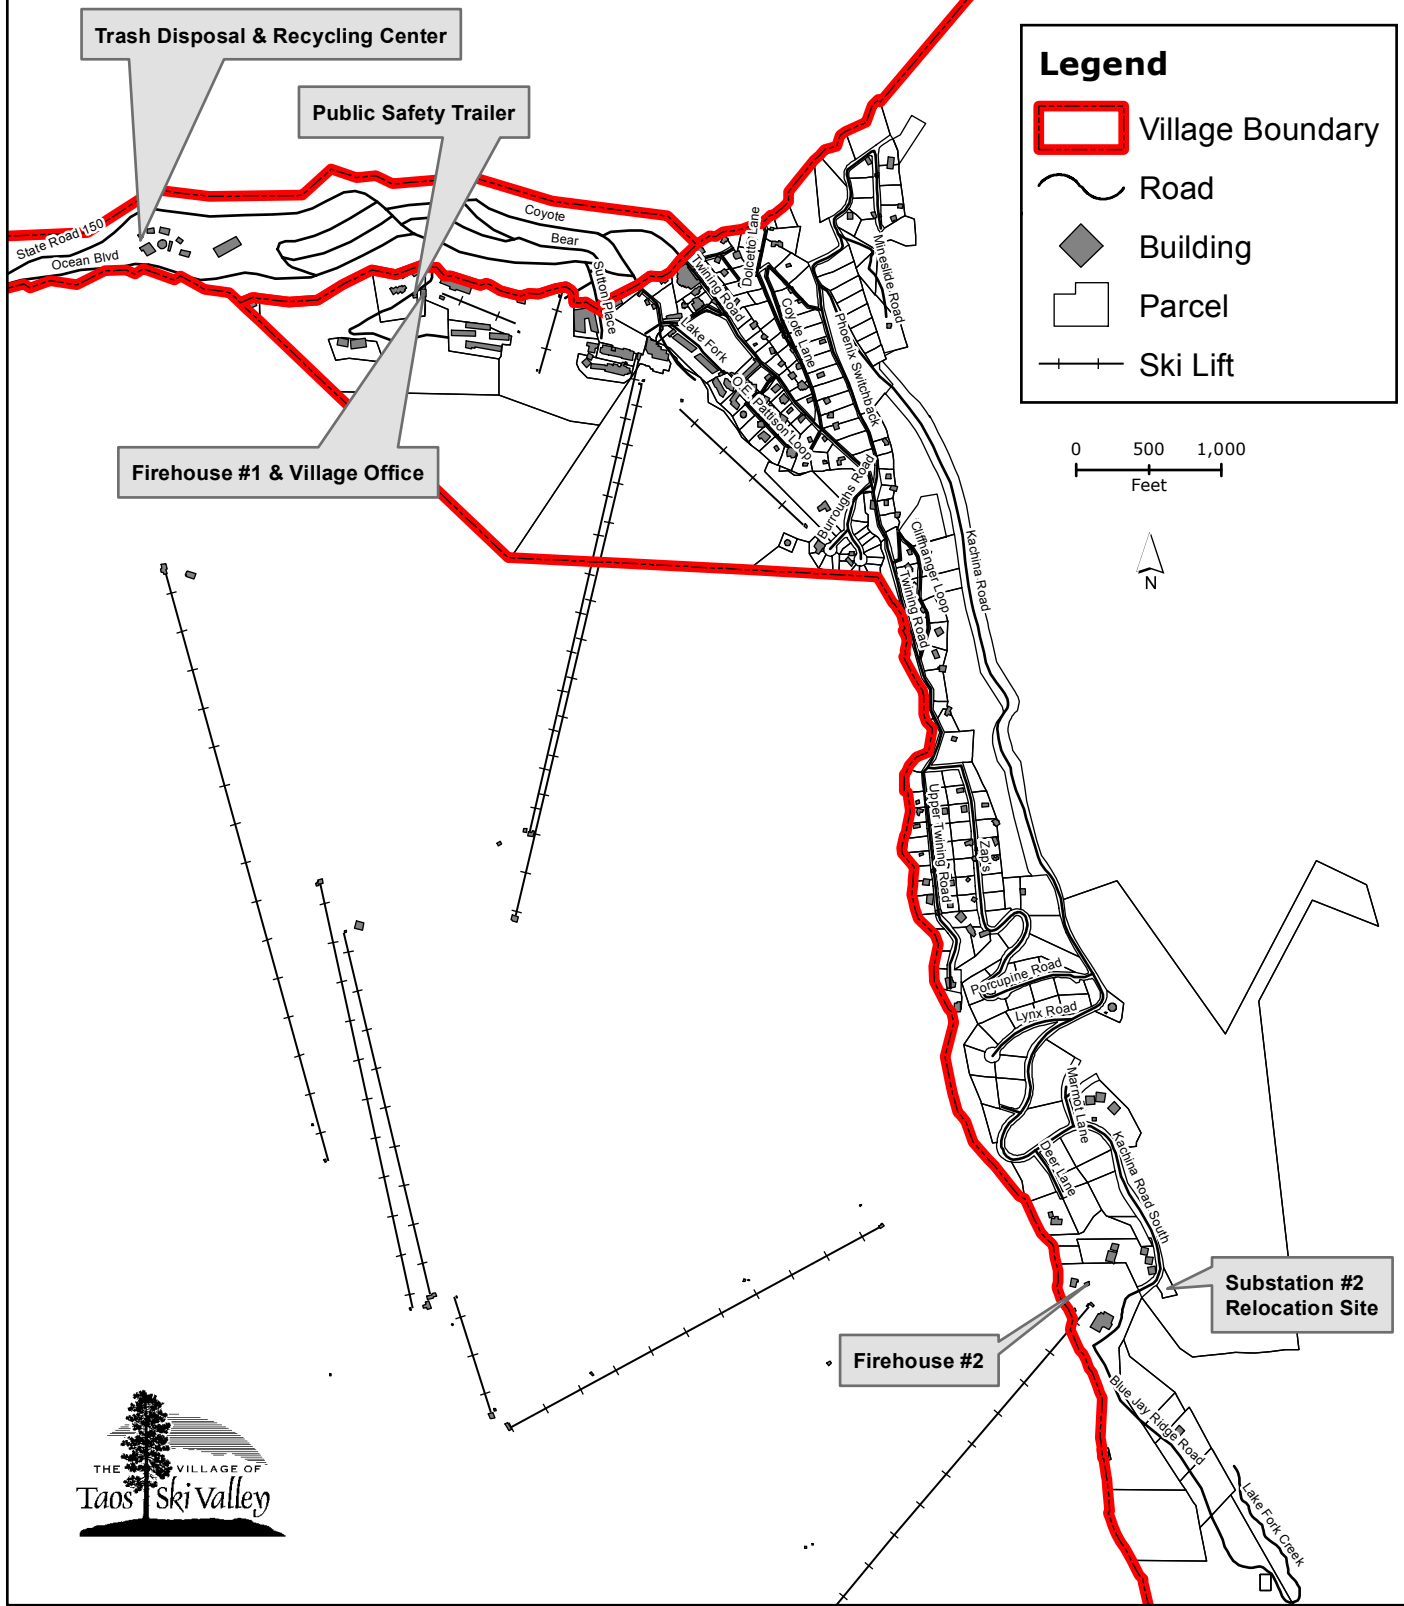 Trash Disposal & Recycling Center
Public Safety Trailer
Legend
Village Boundary
Road
Building
Parcel
Ski Lift
0 500 1,000
Feet
N
State Road 150
Ocean Blvd
Coyote
Bear
Sutton Place
Twining Road
Dolcetto Lane
Mineslide Road
Coyote Lane
Phoenix Switchback
Lake Fork
O.E. Pattison Loop
Firehouse #1 & Village Office
Burroughs Road
Cliffhanger Loop
Twining Road
Kachina Road
Upper Twining Road
Zap's
Porcupine Road
Lynx Road
Marmot Lane
Deer Lane
Kachina Road South
Substation #2
Relocation Site
Firehouse #2
Blue Jay Ridge Road
Lake Fork Creek
THE VILLAGE OF
Taos Ski Valley